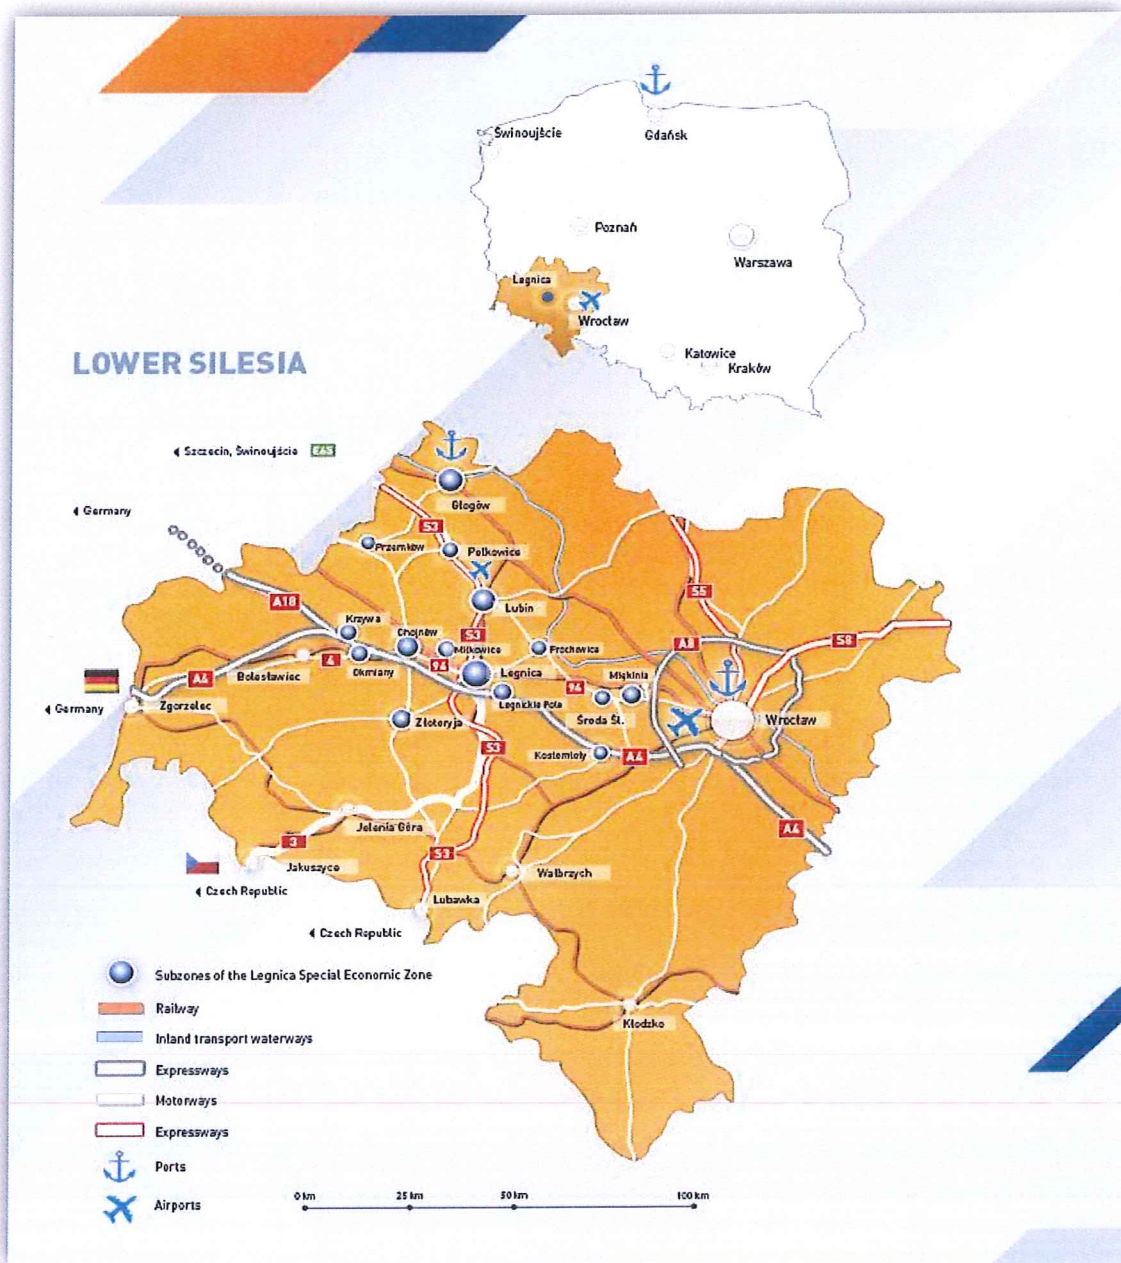 Świnoujście
Gdańsk
Poznań
Warszawa
Legnica
Wrocław
Katowice
Kraków
LOWER SILESIA
Szczecin, Świnoujście E65
Germany
Głogów
S3
Przemków
Polkowice
A18
Lubin
S5
Krzywa
Chojnów
S3
Miłkowice
Prochowice
A8
S8
4
Okmiany
94
Legnica
Bolesławiec
A4
Legnickie Pole
94
Miękinia
Germany
Zgorzelec
Złotoryja
Środa Śl.
Wrocław
S3
Kostomłoty
A4
Jelenia Góra
A4
3
S3
Jakuszyce
Wałbrzych
Czech Republic
Lubawka
Czech Republic
Subzones of the Legnica Special Economic Zone
Railway
Kłodzko
Inland transport waterways
Expressways
Motorways
Expressways
Ports
Airports
0 km 25 km 50 km 100 km